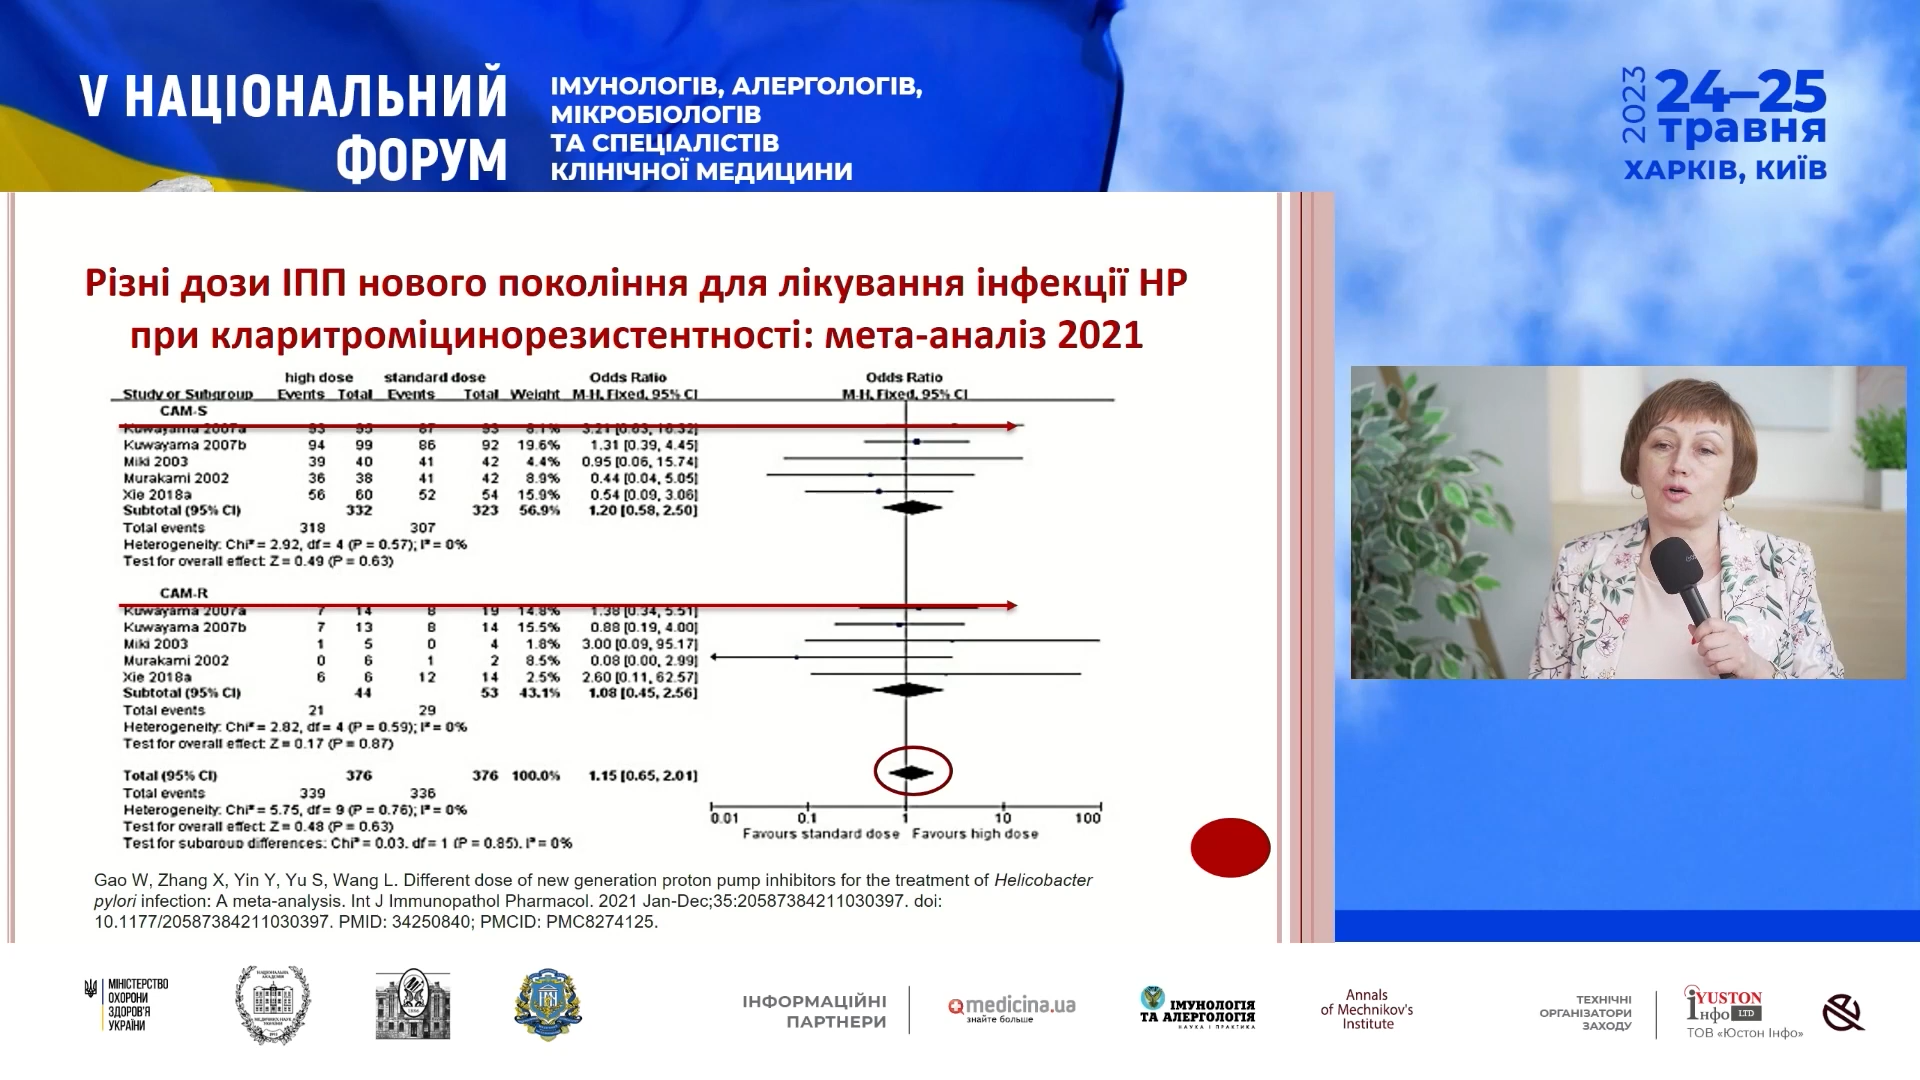 V НАЦІОНАЛЬНИЙ
ФОРУМ
ІМУНОЛОГІВ, АЛЕРГОЛОГІВ,
МІКРОБІОЛОГІВ
ТА СПЕЦІАЛІСТІВ
КЛІНІЧНОЇ МЕДИЦИНИ
2023
24–25
травня
ХАРКІВ, КИЇВ
Різні дози ІПП нового покоління для лікування інфекції НР
при кларитроміцинорезистентності: мета-аналіз 2021
high dose standard dose Odds Ratio Odds Ratio
Study or Subgroup Events Total Events Total Weight M-H, Fixed, 95% CI M-H, Fixed, 95% CI
CAM-S
Kuwayama 2007a 93 95 87 93 8.1%
Kuwayama 2007b 94 99 86 92 19.6% 1.31 [0.39, 4.45]
Miki 2003 39 40 41 42 4.4% 0.95 [0.06, 15.74]
Murakami 2002 36 38 41 42 8.9% 0.44 [0.04, 5.05]
Xie 2018a 56 60 52 54 15.9% 0.54 [0.09, 3.06]
Subtotal (95% CI) 332 323 56.9% 1.20 [0.58, 2.50]
Total events 318 307
Heterogeneity: Chi² = 2.92, df = 4 (P = 0.57); I² = 0%
Test for overall effect: Z = 0.49 (P = 0.63)
CAM-R
Kuwayama 2007a 7 14 8 19 14.8% 1.38 [0.34, 5.51]
Kuwayama 2007b 7 13 8 14 15.5% 0.88 [0.19, 4.00]
Miki 2003 1 5 0 4 1.8% 3.00 [0.09, 95.17]
Murakami 2002 0 6 1 2 8.5% 0.08 [0.00, 2.99]
Xie 2018a 6 6 12 14 2.5% 2.60 [0.11, 62.57]
Subtotal (95% CI) 44 53 43.1% 1.08 [0.45, 2.56]
Total events 21 29
Heterogeneity: Chi² = 2.82, df = 4 (P = 0.59); I² = 0%
Test for overall effect: Z = 0.17 (P = 0.87)
Total (95% CI) 376 376 100.0% 1.15 [0.65, 2.01]
Total events 339 336
Heterogeneity: Chi² = 5.75, df = 9 (P = 0.76); I² = 0%
Test for overall effect: Z = 0.48 (P = 0.63)
Test for subgroup differences: Chi² = 0.03, df = 1 (P = 0.85), I² = 0%
0.01 0.1 1 10 100
Favours standard dose Favours high dose
Gao W, Zhang X, Yin Y, Yu S, Wang L. Different dose of new generation proton pump inhibitors for the treatment of Helicobacter
pylori infection: A meta-analysis. Int J Immunopathol Pharmacol. 2021 Jan-Dec;35:20587384211030397. doi:
10.1177/20587384211030397. PMID: 34250840; PMCID: PMC8274125.
МІНІСТЕРСТВО
ОХОРОНИ
ЗДОРОВ'Я
УКРАЇНИ
ІНФОРМАЦІЙНІ
ПАРТНЕРИ
medicina.ua
знайте больше
ІМУНОЛОГІЯ
ТА АЛЕРГОЛОГІЯ
НАУКА І ПРАКТИКА
Annals
of Mechnikov's
Institute
ТЕХНІЧНІ
ОРГАНІЗАТОРИ
ЗАХОДУ
YUSTON
Інфо LTD
ТОВ «Юстон Інфо»